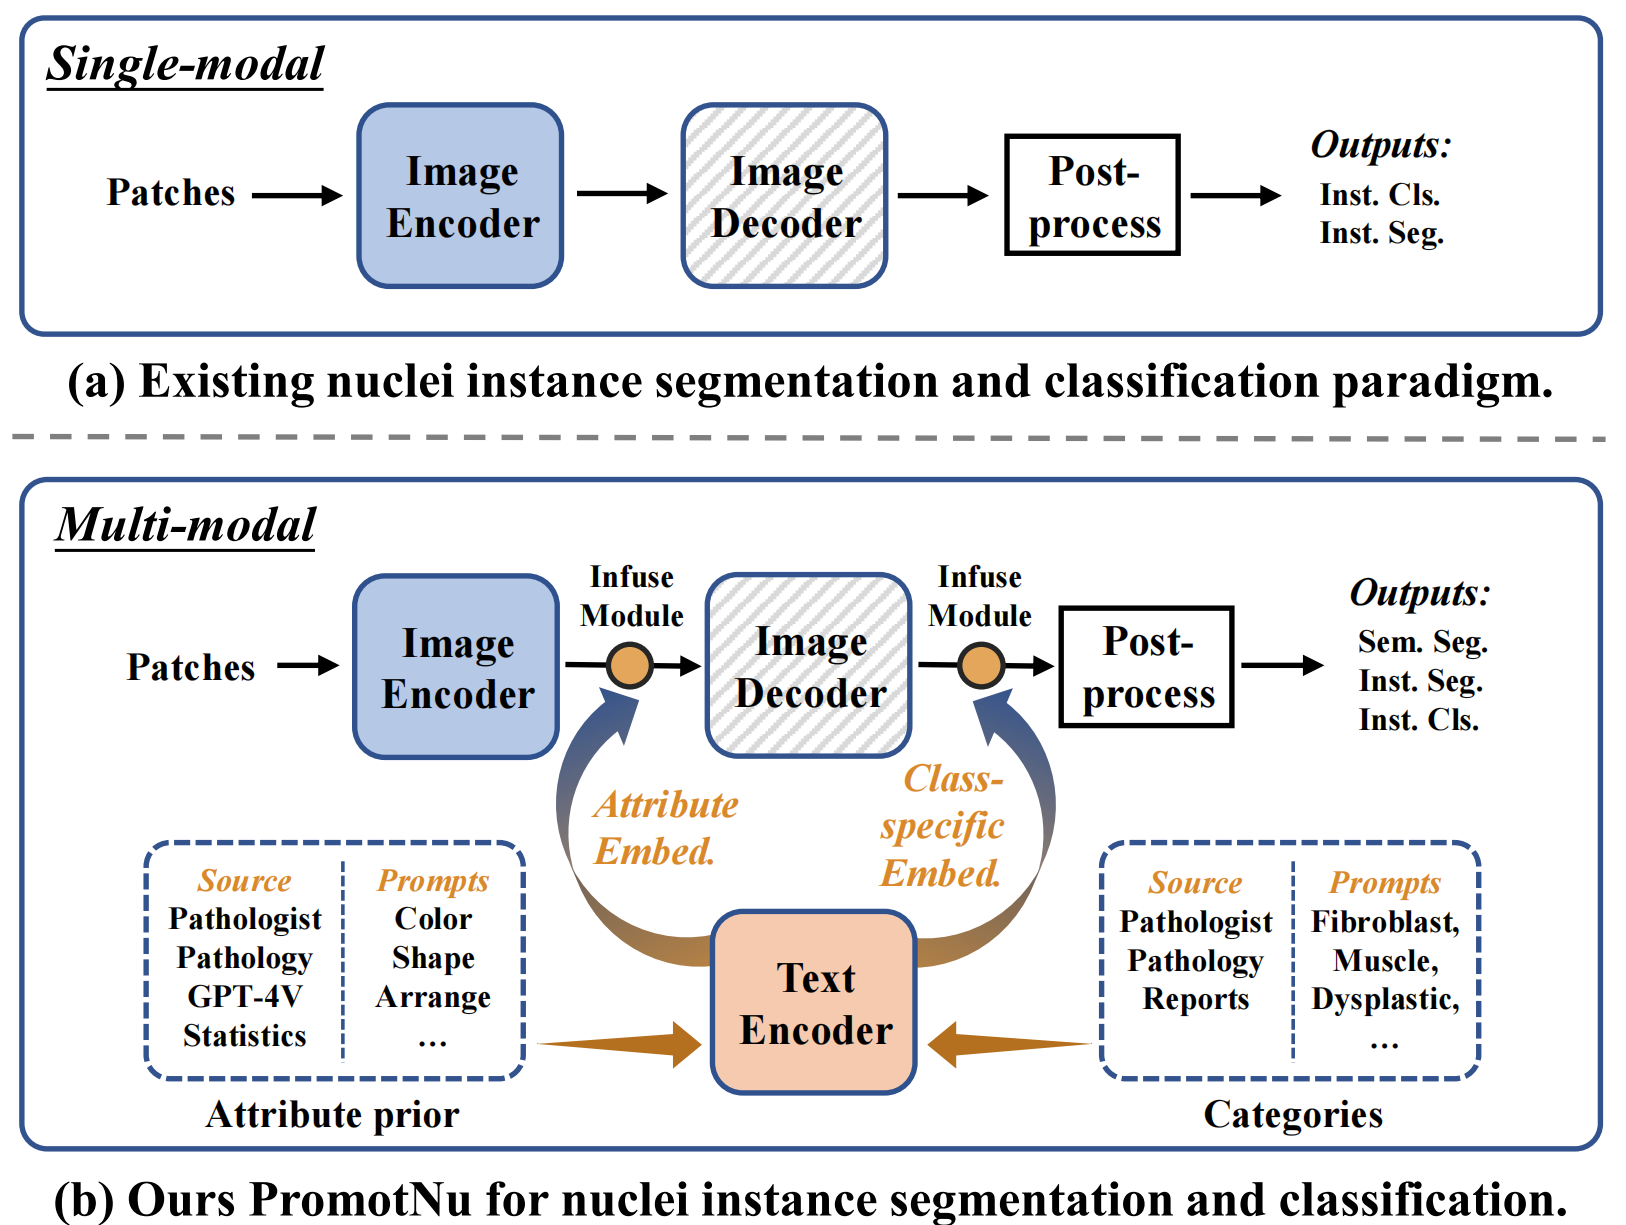 Single-modal
Patches
Image
Encoder
Image
Decoder
Post-
process
Outputs:
Inst. Cls.
Inst. Seg.
(a) Existing nuclei instance segmentation and classification paradigm.
Multi-modal
Patches
Image
Encoder
Infuse
Module
Image
Decoder
Infuse
Module
Post-
process
Outputs:
Sem. Seg.
Inst. Seg.
Inst. Cls.
Attribute
Embed.
Class-
specific
Embed.
Source
Pathologist
Pathology
GPT-4V
Statistics
Prompts
Color
Shape
Arrange
...
Attribute prior
Text
Encoder
Source
Pathologist
Pathology
Reports
Prompts
Fibroblast,
Muscle,
Dysplastic,
...
Categories
(b) Ours PromotNu for nuclei instance segmentation and classification.